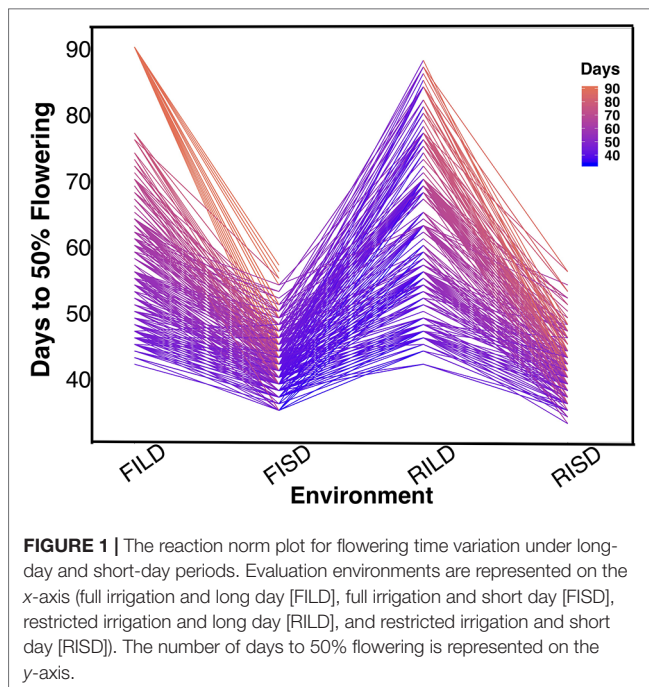 90
80
70
60
50
40
Days to 50% Flowering
Days
90
80
70
60
50
40
FILD
FISD
RILD
RISD
Environment
FIGURE 1 | The reaction norm plot for flowering time variation under long-
day and short-day periods. Evaluation environments are represented on the
x-axis (full irrigation and long day [FILD], full irrigation and short day [FISD],
restricted irrigation and long day [RILD], and restricted irrigation and short
day [RISD]). The number of days to 50% flowering is represented on the
y-axis.